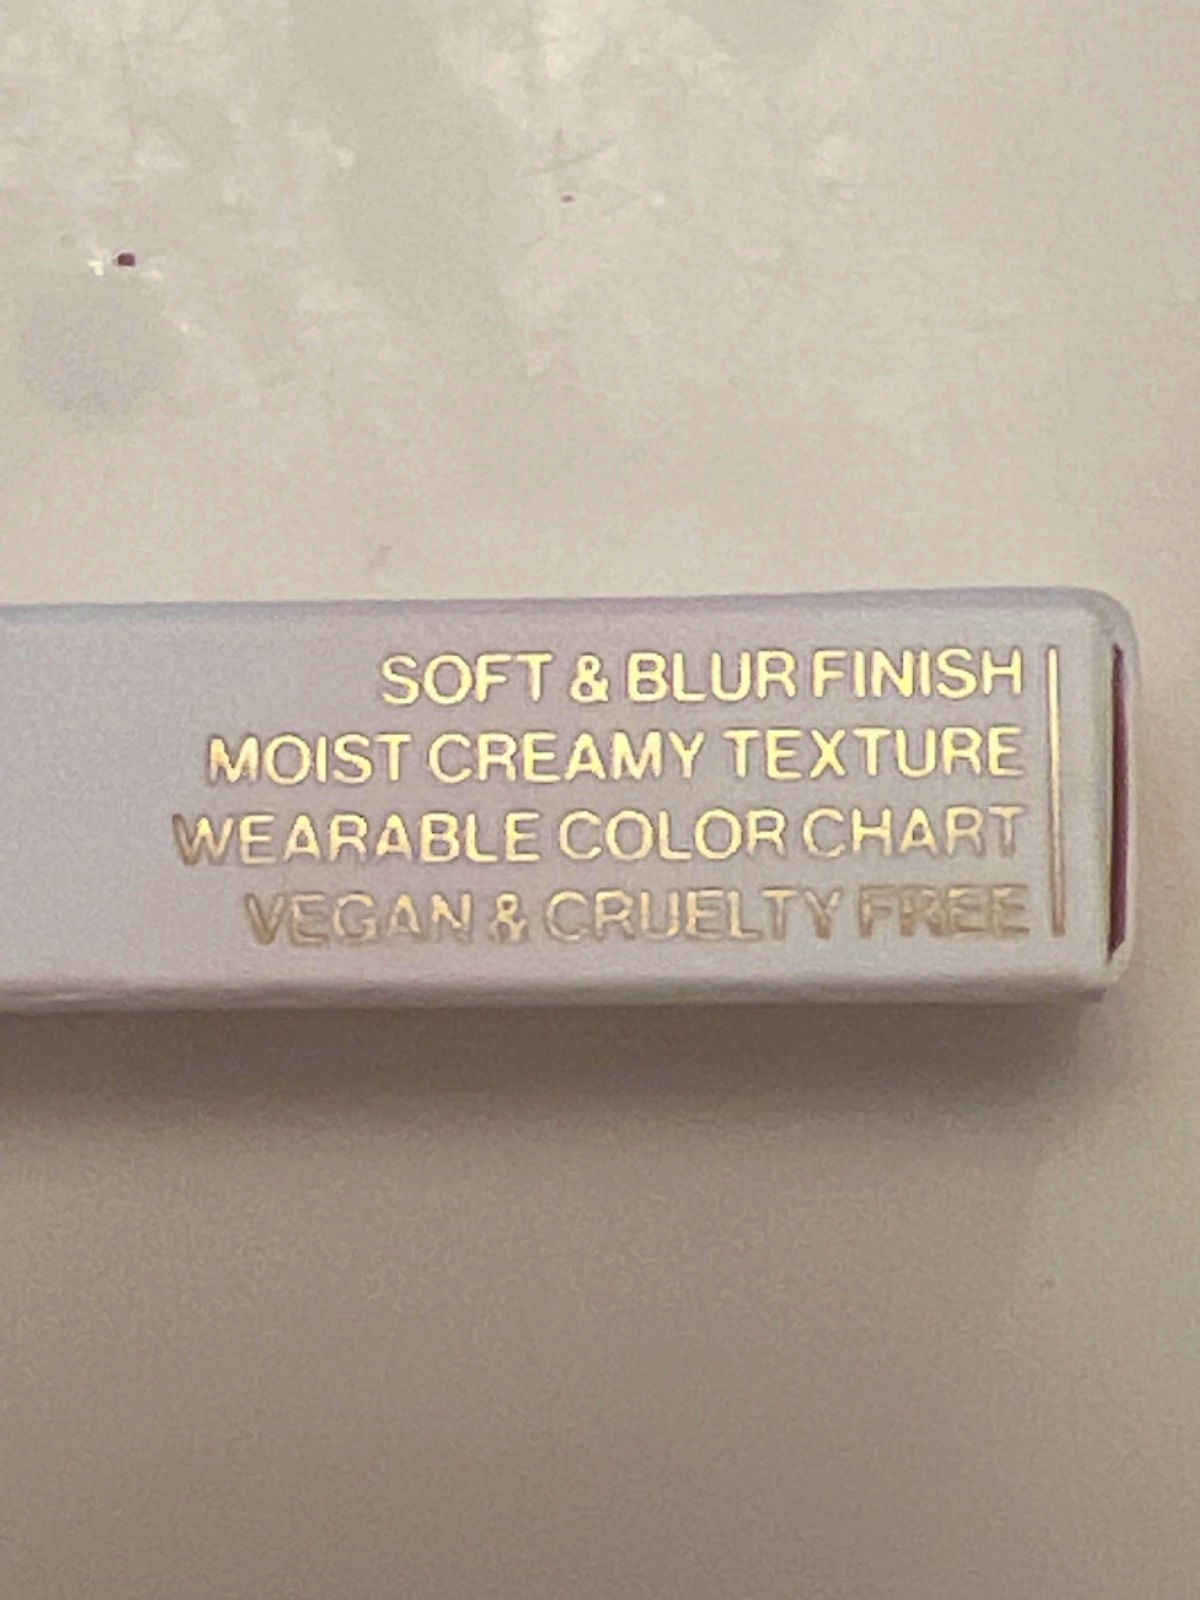 SOFT & BLUR FINISH
MOIST CREAMY TEXTURE
WEARABLE COLOR CHART
VEGAN & CRUELTY FREE